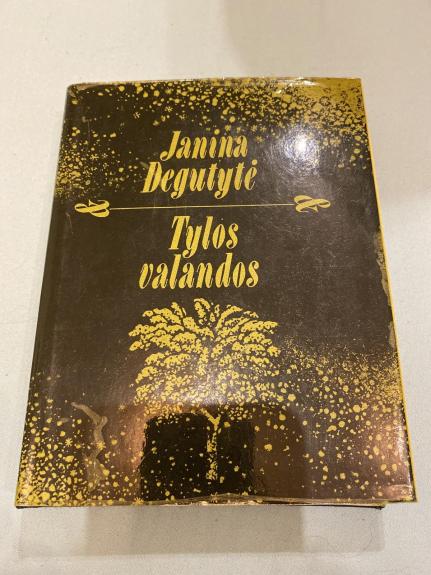 Janina
Degutytė
Tylos
valandos